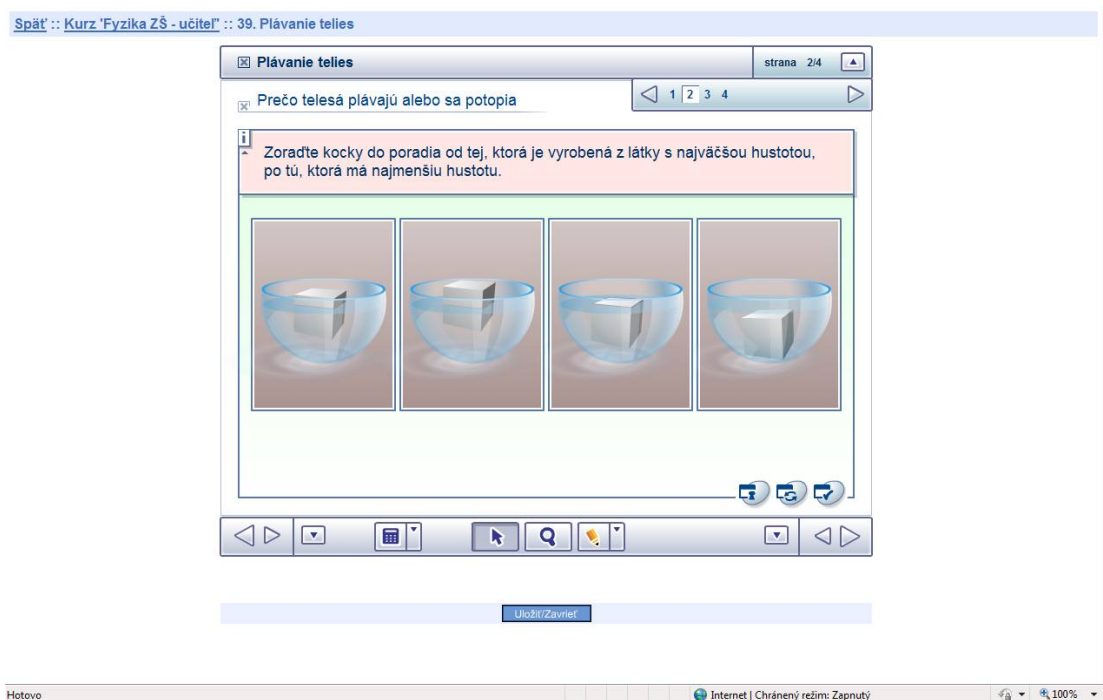 Späť :: Kurz 'Fyzika ZŠ - učiteľ' :: 39. Plávanie telies
Plávanie telies
strana 2/4
Prečo telesá plávajú alebo sa potopia
1 2 3 4
i
Zoraďte kocky do poradia od tej, ktorá je vyrobená z látky s najväčšou hustotou,
po tú, ktorá má najmenšiu hustotu.
Uložiť/Zavrieť
Hotovo
Internet | Chránený režim: Zapnutý
100%